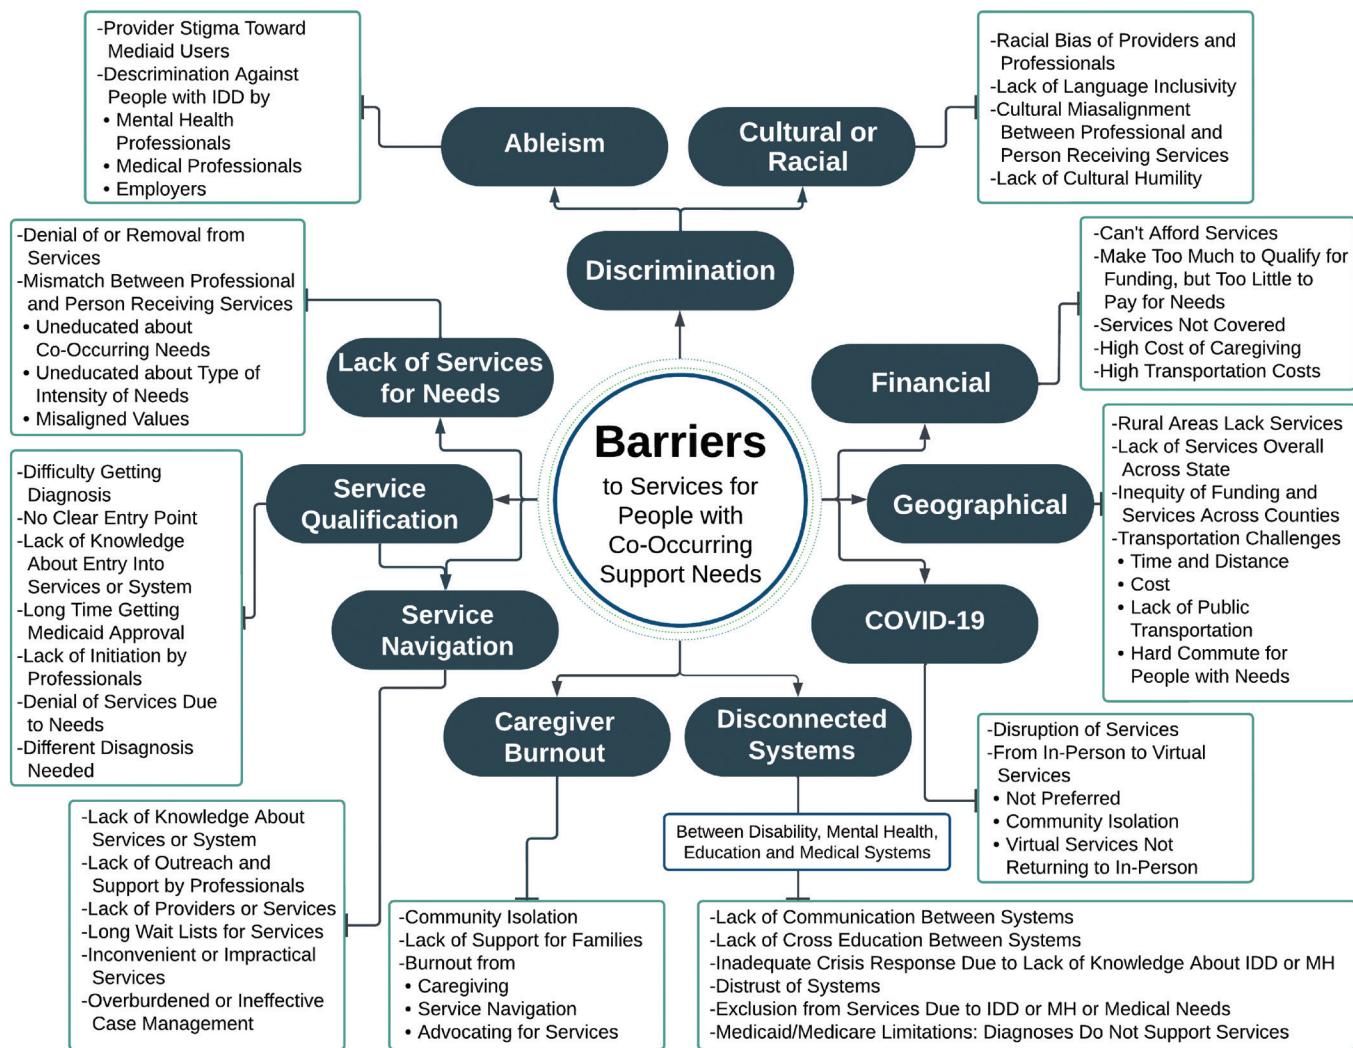 -Provider Stigma Toward
Mediaid Users
-Descrimination Against
People with IDD by
• Mental Health
Professionals
• Medical Professionals
• Employers
Ableism
Cultural or
Racial
-Racial Bias of Providers and
Professionals
-Lack of Language Inclusivity
-Cultural Miasalignment
Between Professional and
Person Receiving Services
-Lack of Cultural Humility
Discrimination
-Denial of or Removal from
Services
-Mismatch Between Professional
and Person Receiving Services
• Uneducated about
Co-Occurring Needs
• Uneducated about Type of
Intensity of Needs
• Misaligned Values
Lack of Services
for Needs
Financial
-Can't Afford Services
-Make Too Much to Qualify for
Funding, but Too Little to
Pay for Needs
-Services Not Covered
-High Cost of Caregiving
-High Transportation Costs
Barriers
to Services for
People with
Co-Occurring
Support Needs
-Difficulty Getting
Diagnosis
-No Clear Entry Point
-Lack of Knowledge
About Entry Into
Services or System
-Long Time Getting
Medicaid Approval
-Lack of Initiation by
Professionals
-Denial of Services Due
to Needs
-Different Disagnosis
Needed
Service
Qualification
Geographical
-Rural Areas Lack Services
-Lack of Services Overall
Across State
-Inequity of Funding and
Services Across Counties
-Transportation Challenges
• Time and Distance
• Cost
• Lack of Public
Transportation
• Hard Commute for
People with Needs
Service
Navigation
COVID-19
Caregiver
Burnout
Disconnected
Systems
-Disruption of Services
-From In-Person to Virtual
Services
• Not Preferred
• Community Isolation
• Virtual Services Not
Returning to In-Person
Between Disability, Mental Health,
Education and Medical Systems
-Lack of Knowledge About
Services or System
-Lack of Outreach and
Support by Professionals
-Lack of Providers or Services
-Long Wait Lists for Services
-Inconvenient or Impractical
Services
-Overburdened or Ineffective
Case Management
-Community Isolation
-Lack of Support for Families
-Burnout from
• Caregiving
• Service Navigation
• Advocating for Services
-Lack of Communication Between Systems
-Lack of Cross Education Between Systems
-Inadequate Crisis Response Due to Lack of Knowledge About IDD or MH
-Distrust of Systems
-Exclusion from Services Due to IDD or MH or Medical Needs
-Medicaid/Medicare Limitations: Diagnoses Do Not Support Services